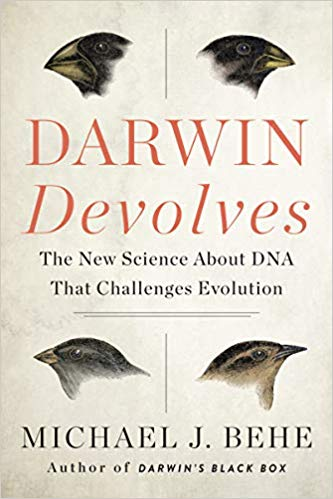 DARWIN
Devolves
The New Science About DNA
That Challenges Evolution
MICHAEL J. BEHE
Author of DARWIN'S BLACK BOX